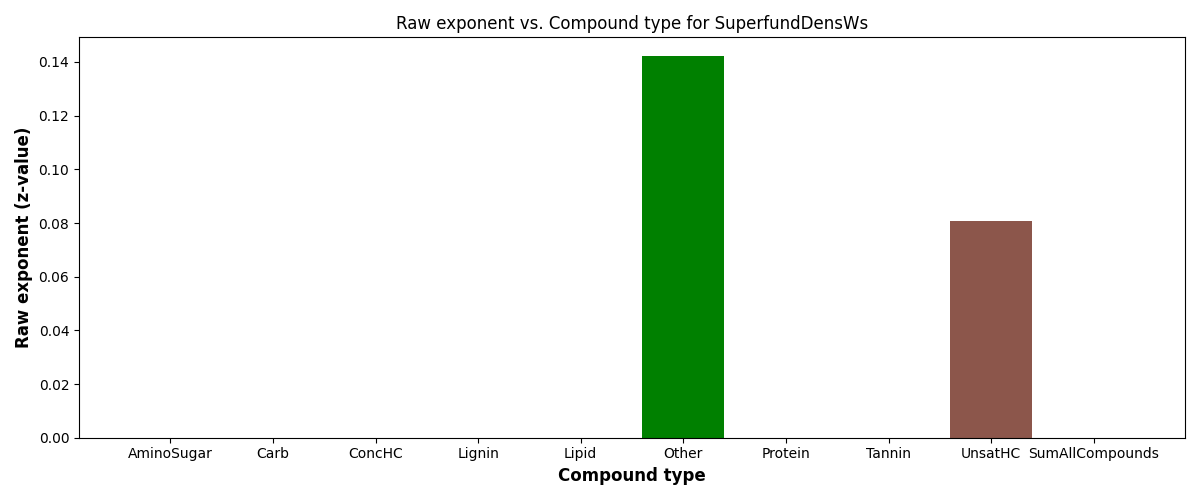 Raw exponent vs. Compound type for SuperfundDensWs
Raw exponent (z-value)
0.14
0.12
0.10
0.08
0.06
0.04
0.02
0.00
AminoSugar Carb ConcHC Lignin Lipid Other Protein Tannin UnsatHC SumAllCompounds
Compound type